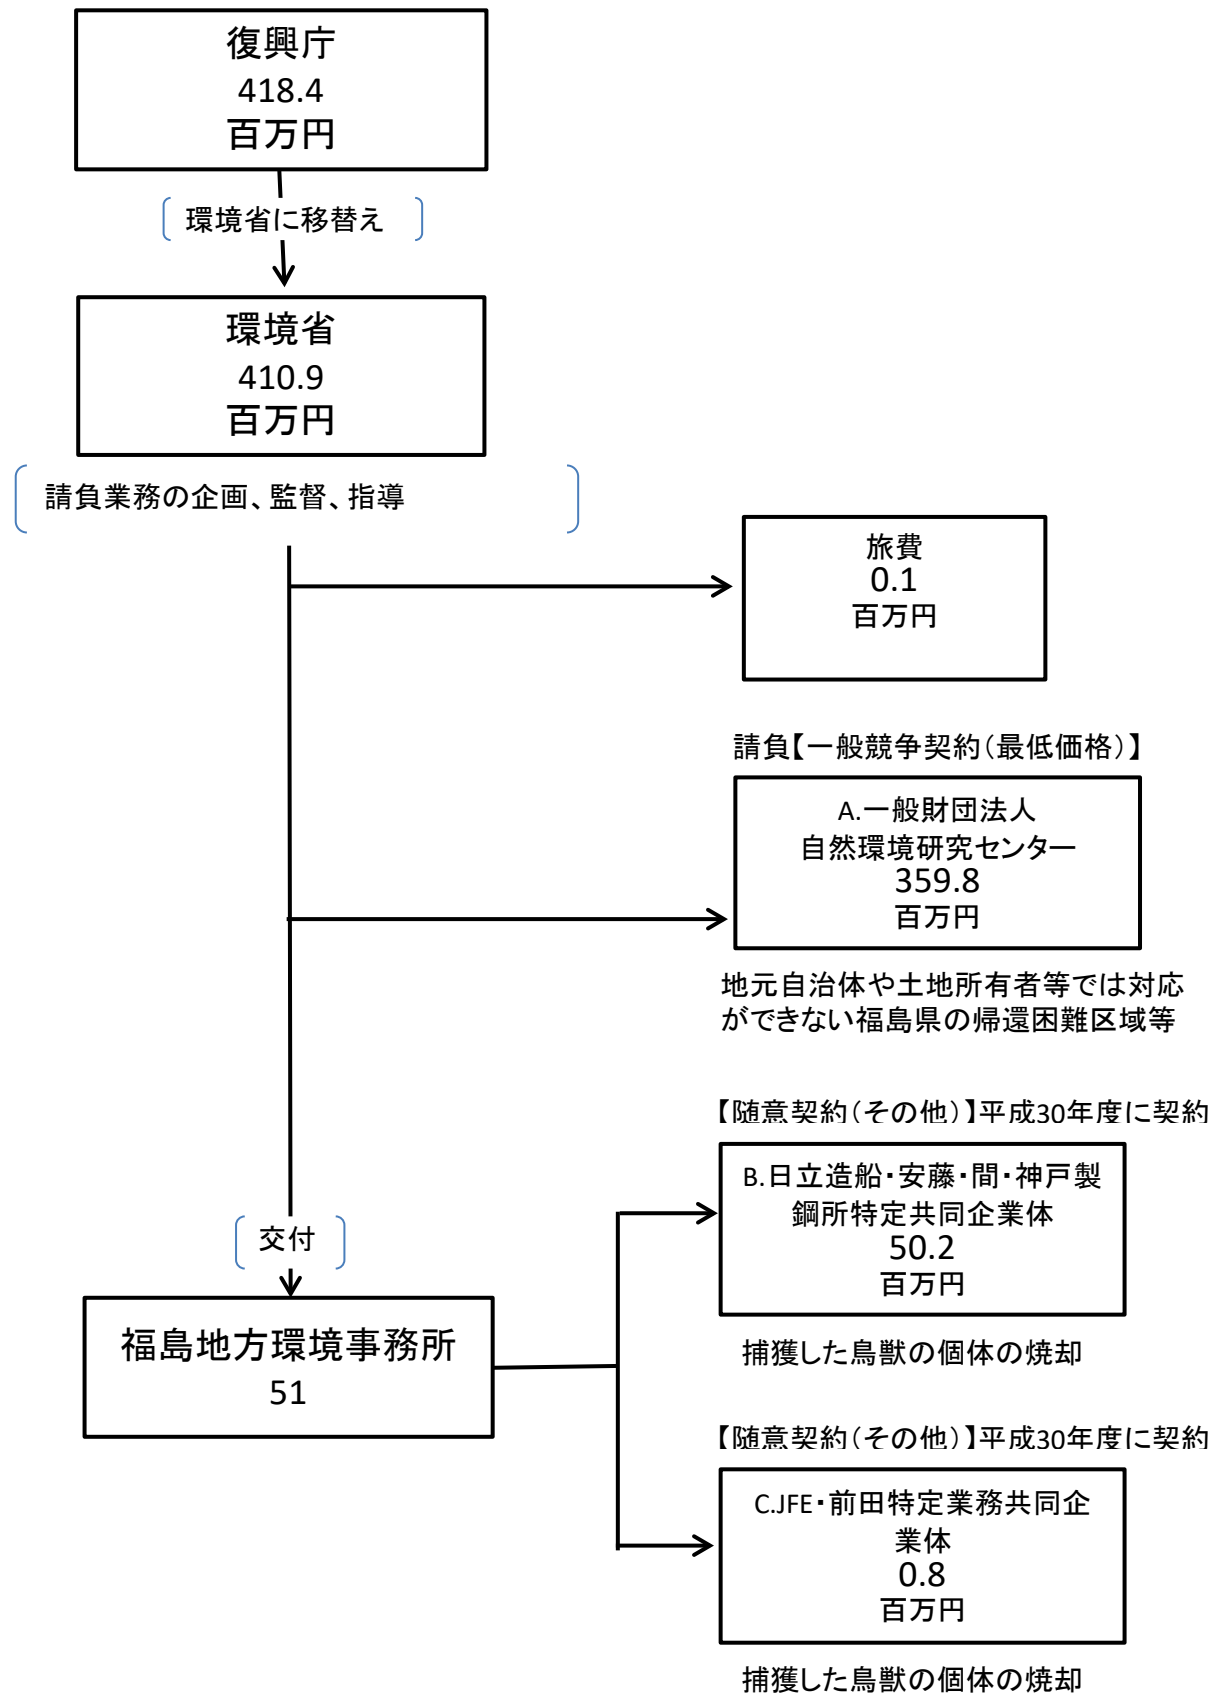 復興庁
418.4
百万円
環境省に移替え
環境省
410.9
百万円
請負業務の企画、監督、指導
旅費
0.1
百万円
請負【一般競争契約(最低価格)】
A.一般財団法人
自然環境研究センター
359.8
百万円
地元自治体や土地所有者等では対応
ができない福島県の帰還困難区域等
【随意契約(その他)】平成30年度に契約
B.日立造船・安藤・間・神戸製
鋼所特定共同企業体
50.2
百万円
交付
福島地方環境事務所
51
捕獲した鳥獣の個体の焼却
【随意契約(その他)】平成30年度に契約
C.JFE・前田特定業務共同企
業体
0.8
百万円
捕獲した鳥獣の個体の焼却